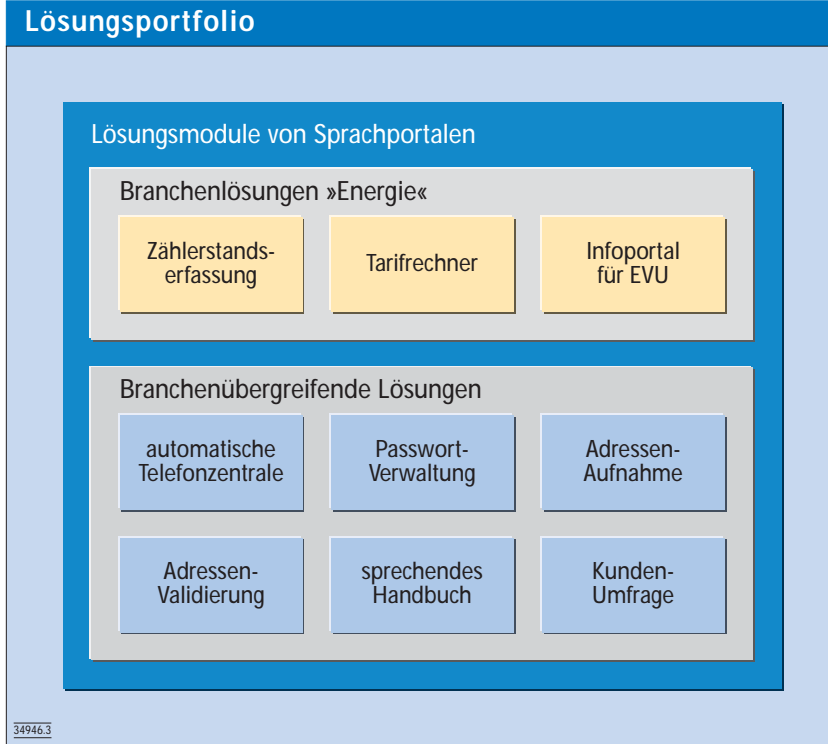 Lösungsportfolio
Lösungsmodule von Sprachportalen
Branchenlösungen »Energie«
Zählerstands-
erfassung
Tarifrechner
Infoportal
für EVU
Branchenübergreifende Lösungen
automatische
Telefonzentrale
Passwort-
Verwaltung
Adressen-
Aufnahme
Adressen-
Validierung
sprechendes
Handbuch
Kunden-
Umfrage
34946.3